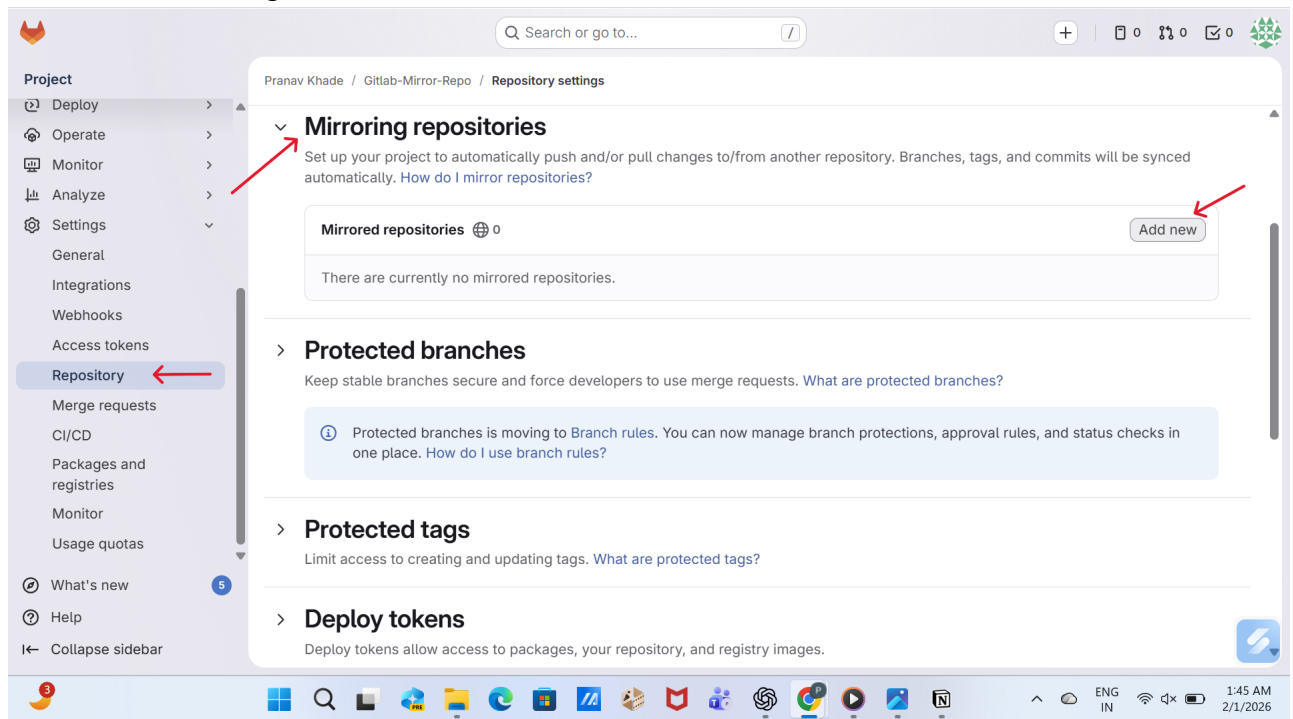 Search or go to...
/
0
0
0
Project
Deploy
Operate
Monitor
Analyze
Settings
General
Integrations
Webhooks
Access tokens
Repository
Merge requests
CI/CD
Packages and
registries
Monitor
Usage quotas
What's new
5
Help
Collapse sidebar
Pranav Khade / Gitlab-Mirror-Repo / Repository settings
Mirroring repositories
Set up your project to automatically push and/or pull changes to/from another repository. Branches, tags, and commits will be synced
automatically. How do I mirror repositories?
Mirrored repositories 0
Add new
There are currently no mirrored repositories.
Protected branches
Keep stable branches secure and force developers to use merge requests. What are protected branches?
Protected branches is moving to Branch rules. You can now manage branch protections, approval rules, and status checks in
one place. How do I use branch rules?
Protected tags
Limit access to creating and updating tags. What are protected tags?
Deploy tokens
Deploy tokens allow access to packages, your repository, and registry images.
3
PRE
P
ENG
IN
1:45 AM
2/1/2026